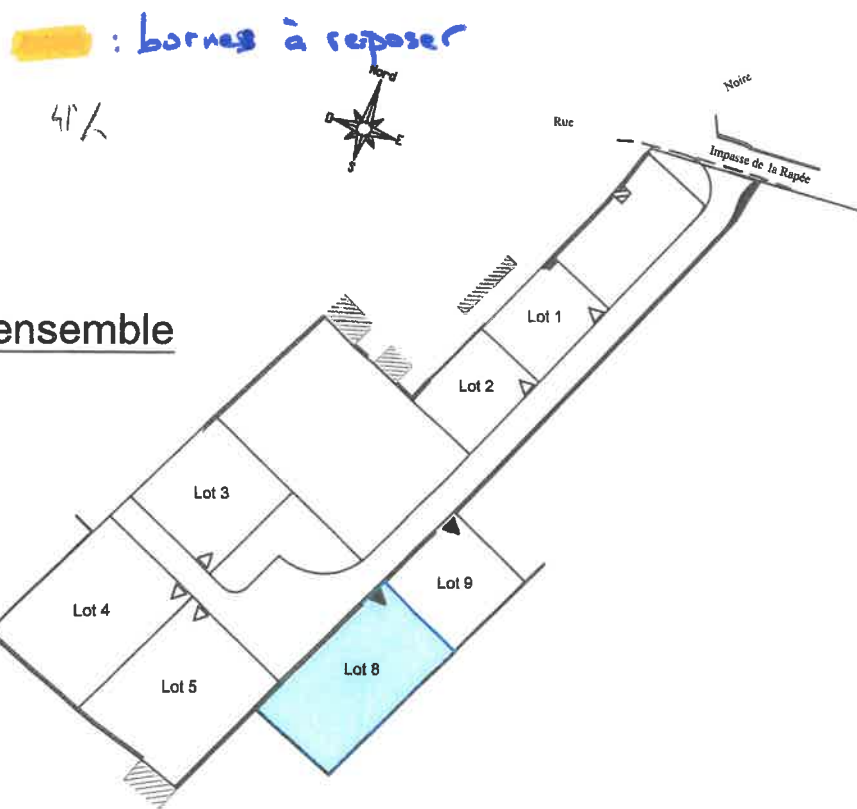 : bornes à reposer
Nord
O
E
S
Rue
Noire
Impasse de la Rapée
ensemble
Lot 1
Lot 2
Lot 3
Lot 4
Lot 5
Lot 8
Lot 9